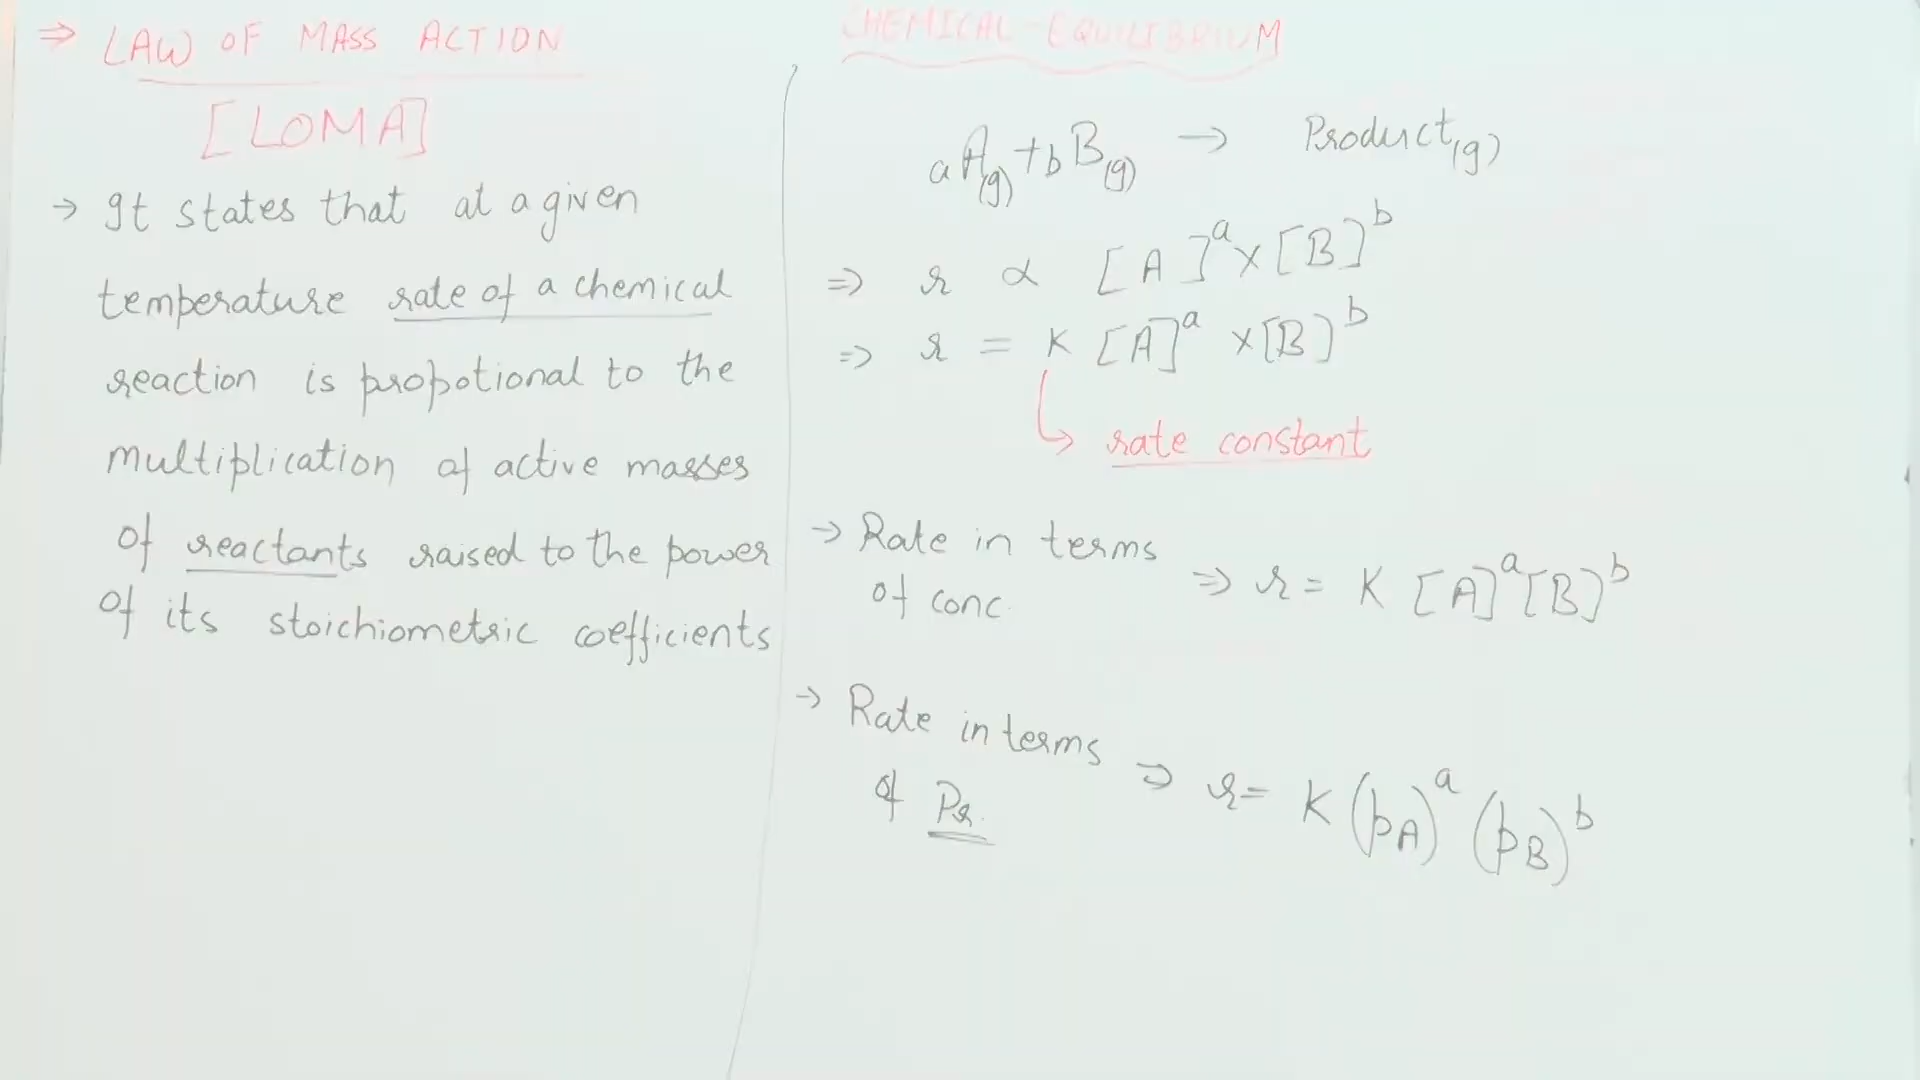 ⇒ LAW OF MASS ACTION
[LOMA]
→ It states that at a given
temperature rate of a chemical
reaction is propotional to the
multiplication of active masses
of reactants raised to the power
of its stoichiometric coefficients
CHEMICAL-EQUILIBRIUM
aA(g) + bB(g) → Product(g)
⇒ r ∝ [A]^a × [B]^b
⇒ r = K [A]^a × [B]^b
↳ rate constant
→ Rate in terms
of conc. ⇒ r = K [A]^a [B]^b
→ Rate in terms
of Pr. ⇒ r = K (pA)^a (pB)^b